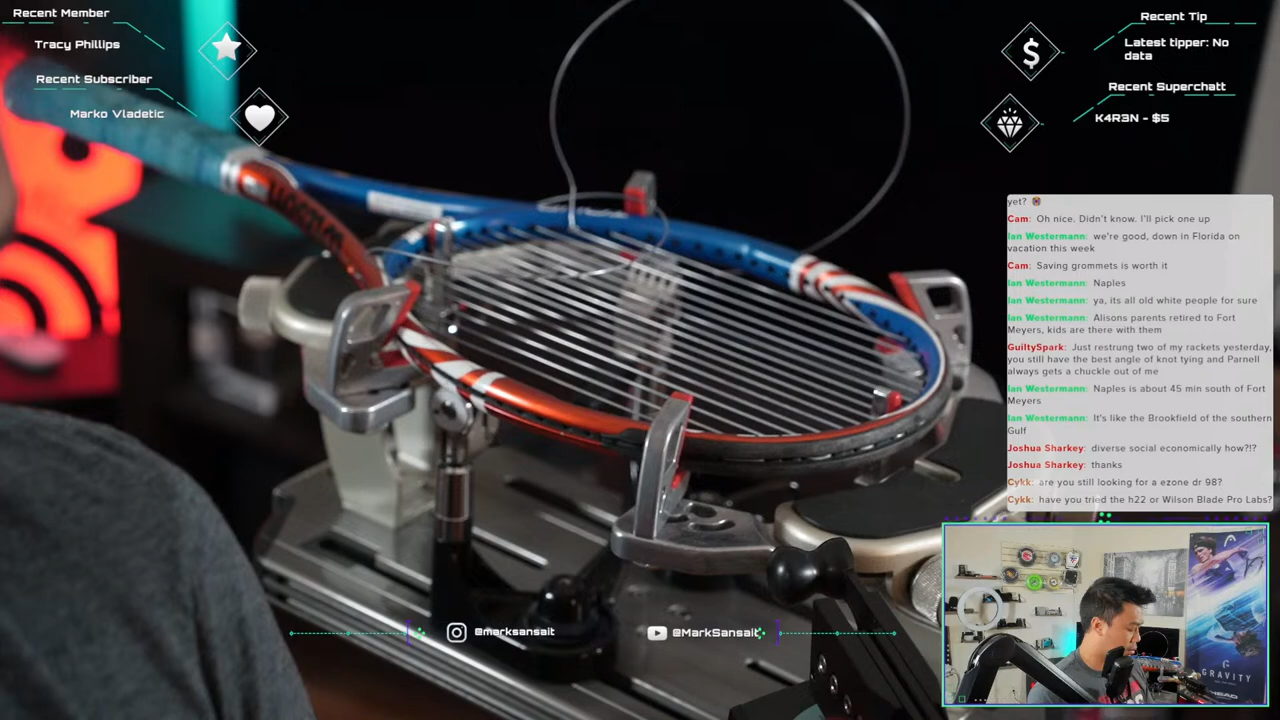 Recent Member
Tracy Phillips
Recent Subscriber
Marko Vladetic
Recent Tip
Latest tipper: No
data
Recent Superchatt
K4R3N - $5
yet?
Cam: Oh nice. Didn't know. I'll pick one up
Ian Westermann: we're good, down in Florida on
vacation this week
Cam: Saving grommets is worth it
Ian Westermann: Naples
Ian Westermann: ya, its all old white people for sure
Ian Westermann: Alisons parents retired to Fort
Meyers, kids are there with them
GuiltySpark: Just restrung two of my rackets yesterday,
you still have the best angle of knot tying and Parnell
always gets a chuckle out of me
Ian Westermann: Naples is about 45 min south of Fort
Meyers
Ian Westermann: It's like the Brookfield of the southern
Gulf
Joshua Sharkey: diverse social economically how?!?
Joshua Sharkey: thanks
Cykk: are you still looking for a ezone dr 98?
Cykk: have you tried the h22 or Wilson Blade Pro Labs?
@marksansait
@MarkSansait
GRAVITY
HEAD